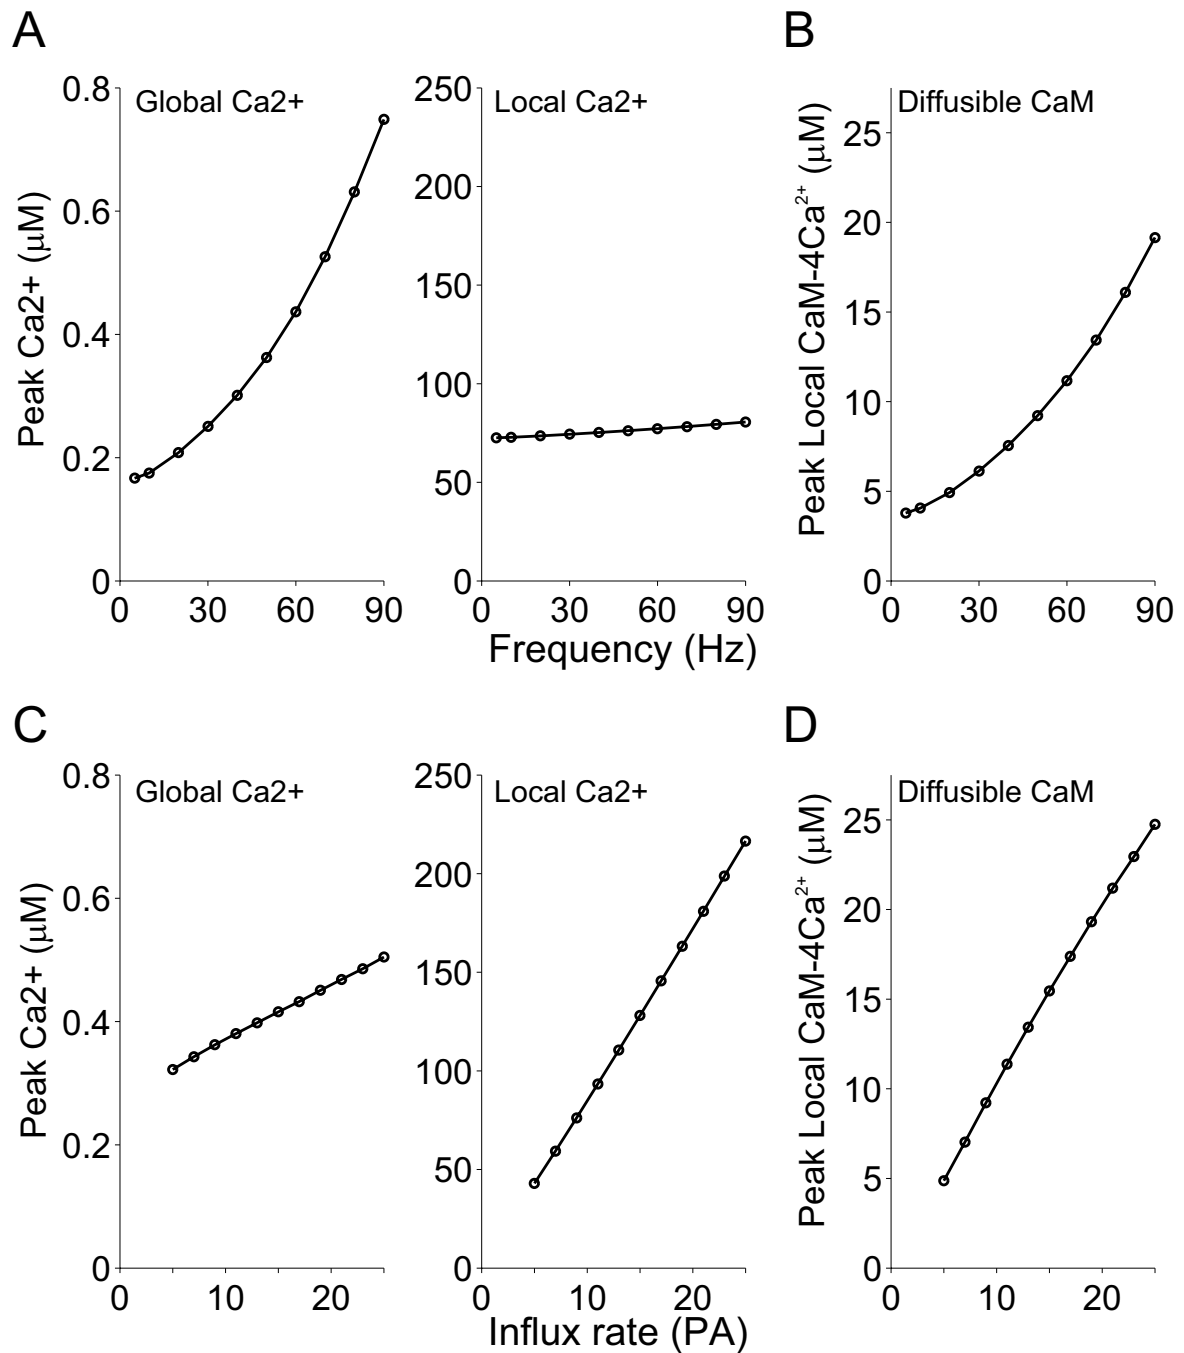 A
B
0.8
0.6
0.4
0.2
0
Peak Ca2+ (μM)
Global Ca2+
0 30 60 90
250
200
150
100
50
0
Local Ca2+
0 30 60 90
Frequency (Hz)
Peak Local CaM-4Ca²⁺ (μM)
25
20
15
10
5
0
Diffusible CaM
0 30 60 90
C
D
0.8
0.6
0.4
0.2
0
Peak Ca2+ (μM)
Global Ca2+
0 10 20
250
200
150
100
50
0
Local Ca2+
0 10 20
Influx rate (PA)
Peak Local CaM-4Ca²⁺ (μM)
25
20
15
10
5
0
Diffusible CaM
0 10 20